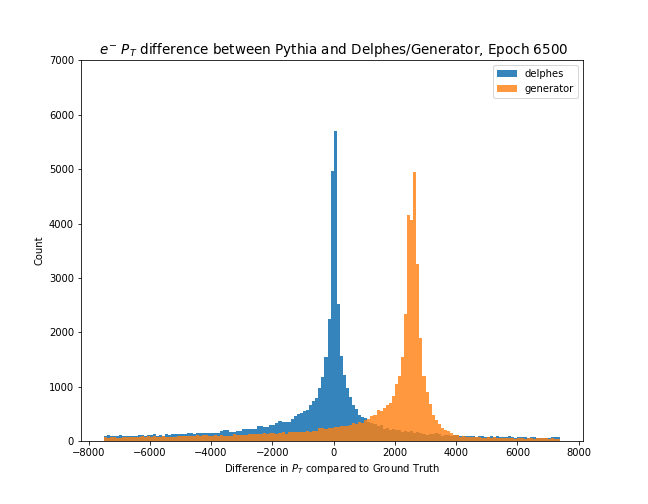 e⁻ P_T difference between Pythia and Delphes/Generator, Epoch 6500
delphes
generator
7000
6000
5000
4000
3000
2000
1000
0
Count
−8000 −6000 −4000 −2000 0 2000 4000 6000 8000
Difference in P_T compared to Ground Truth